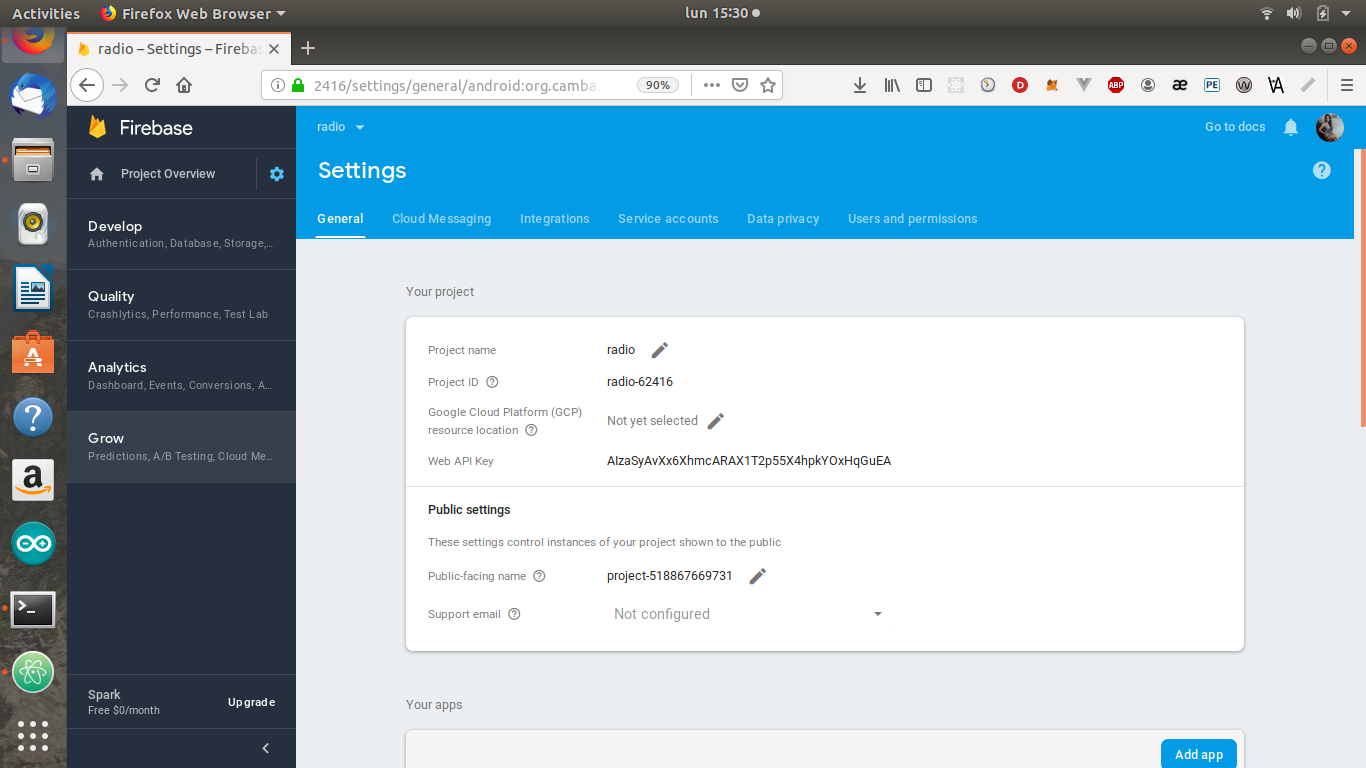 Activities
Firefox Web Browser
lun 15:30
radio – Settings – Fireba
2416/settings/general/android:org.camba.
90%
D
ABP
æ
PE
W
Firebase
Project Overview
Develop
Authentication, Database, Storage,...
Quality
Crashlytics, Performance, Test Lab
Analytics
Dashboard, Events, Conversions, A...
Grow
Predictions, A/B Testing, Cloud Me...
Spark
Free $0/month
Upgrade
radio
Go to docs
Settings
General
Cloud Messaging
Integrations
Service accounts
Data privacy
Users and permissions
Your project
Project name
radio
Project ID
radio-62416
Google Cloud Platform (GCP)
resource location
Not yet selected
Web API Key
AIzaSyAvXx6XhmcARAX1T2p55X4hpkYOxHqGuEA
Public settings
These settings control instances of your project shown to the public
Public-facing name
project-518867669731
Support email
Not configured
Your apps
Add app